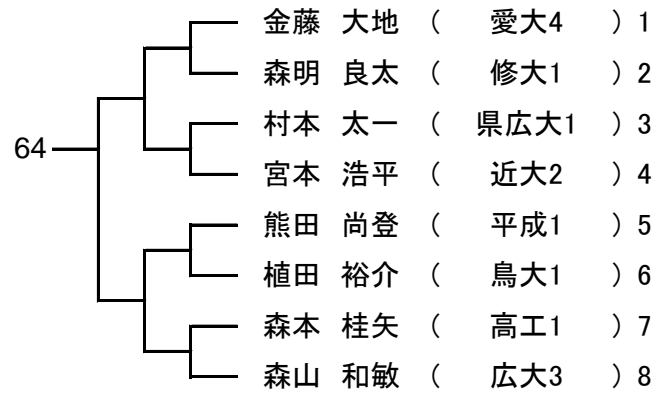 金藤 大地 ( 愛大4 ) 1
森明 良太 ( 修大1 ) 2
村本 太一 ( 県広大1 ) 3
64
宮本 浩平 ( 近大2 ) 4
熊田 尚登 ( 平成1 ) 5
植田 裕介 ( 鳥大1 ) 6
森本 桂矢 ( 高工1 ) 7
森山 和敏 ( 広大3 ) 8